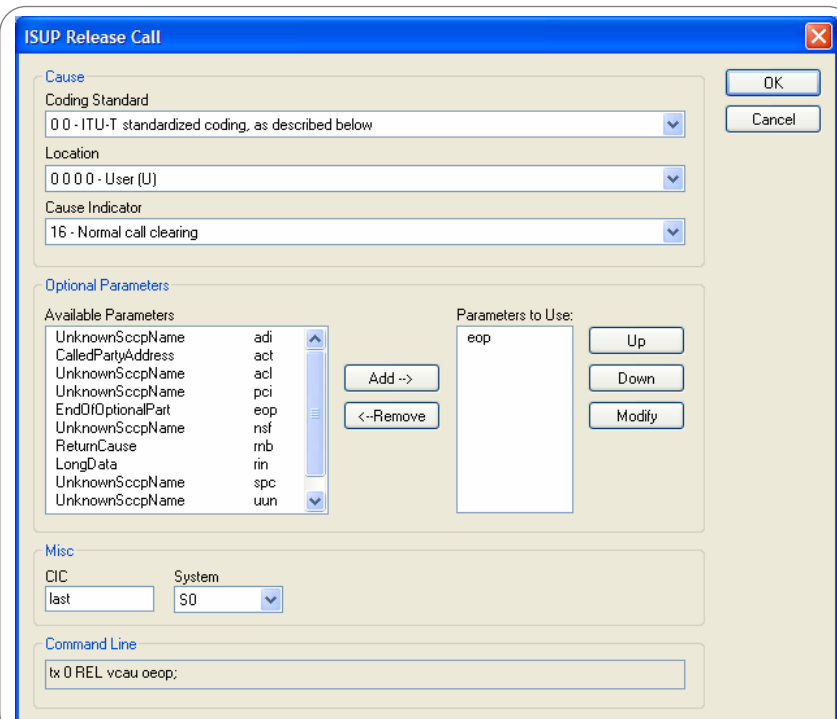 ISUP Release Call
Cause
Coding Standard
0 0 - ITU-T standardized coding, as described below
Location
0 0 0 0 - User (U)
Cause Indicator
16 - Normal call clearing
OK
Cancel
Optional Parameters
Available Parameters
UnknownSccpName adi
CalledPartyAddress act
UnknownSccpName acl
UnknownSccpName pci
EndOfOptionalPart eop
UnknownSccpName nsf
ReturnCause rnb
LongData rin
UnknownSccpName spc
UnknownSccpName uun
Add -->
<--Remove
Parameters to Use:
eop
Up
Down
Modify
Misc
CIC System
last S0
Command Line
tx 0 REL vcau oeop;